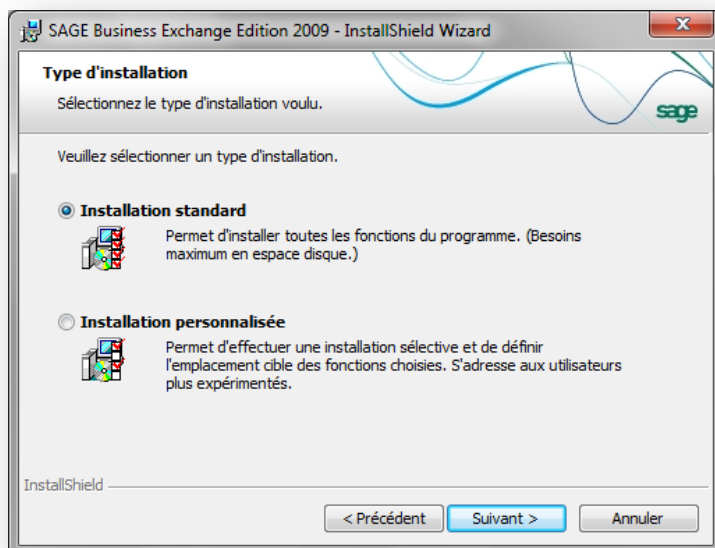 SAGE Business Exchange Edition 2009 - InstallShield Wizard
Type d'installation
Sélectionnez le type d'installation voulu.
sage
Veuillez sélectionner un type d'installation.
Installation standard
Permet d'installer toutes les fonctions du programme. (Besoins
maximum en espace disque.)
Installation personnalisée
Permet d'effectuer une installation sélective et de définir
l'emplacement cible des fonctions choisies. S'adresse aux utilisateurs
plus expérimentés.
InstallShield
< Précédent
Suivant >
Annuler